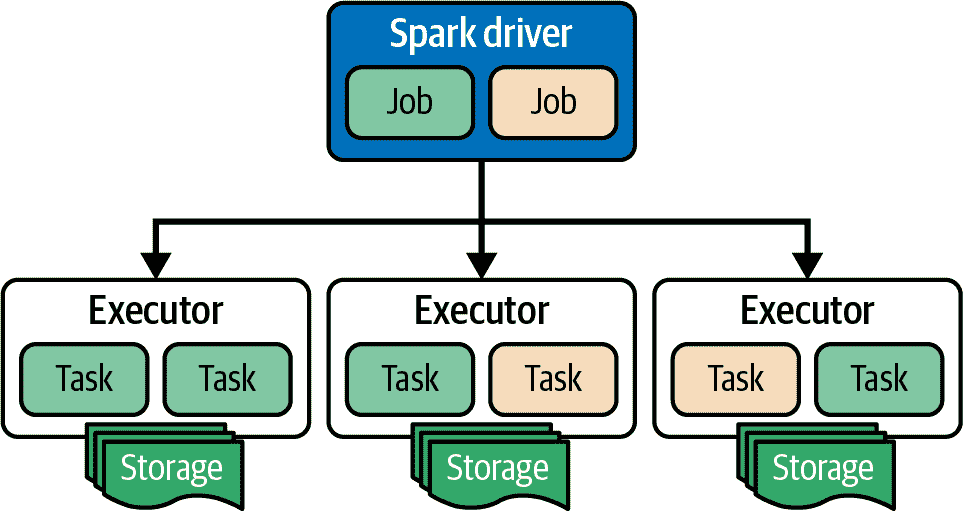 Spark driver
Job Job
Executor Executor Executor
Task Task Task Task Task Task
Storage Storage Storage